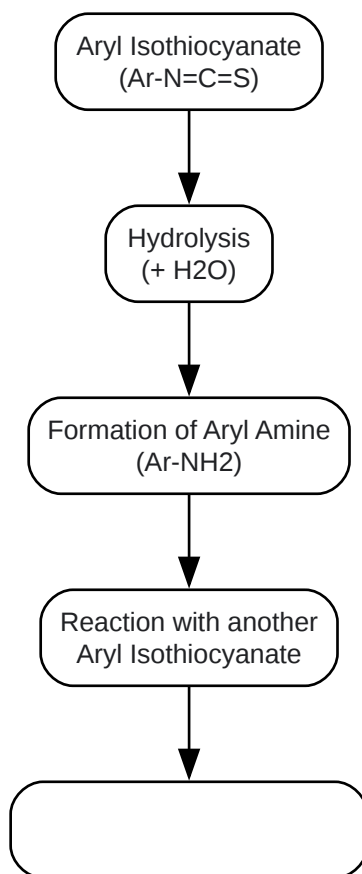 Aryl Isothiocyanate
(Ar-N=C=S)
Hydrolysis
(+ H2O)
Formation of Aryl Amine
(Ar-NH2)
Reaction with another
Aryl Isothiocyanate